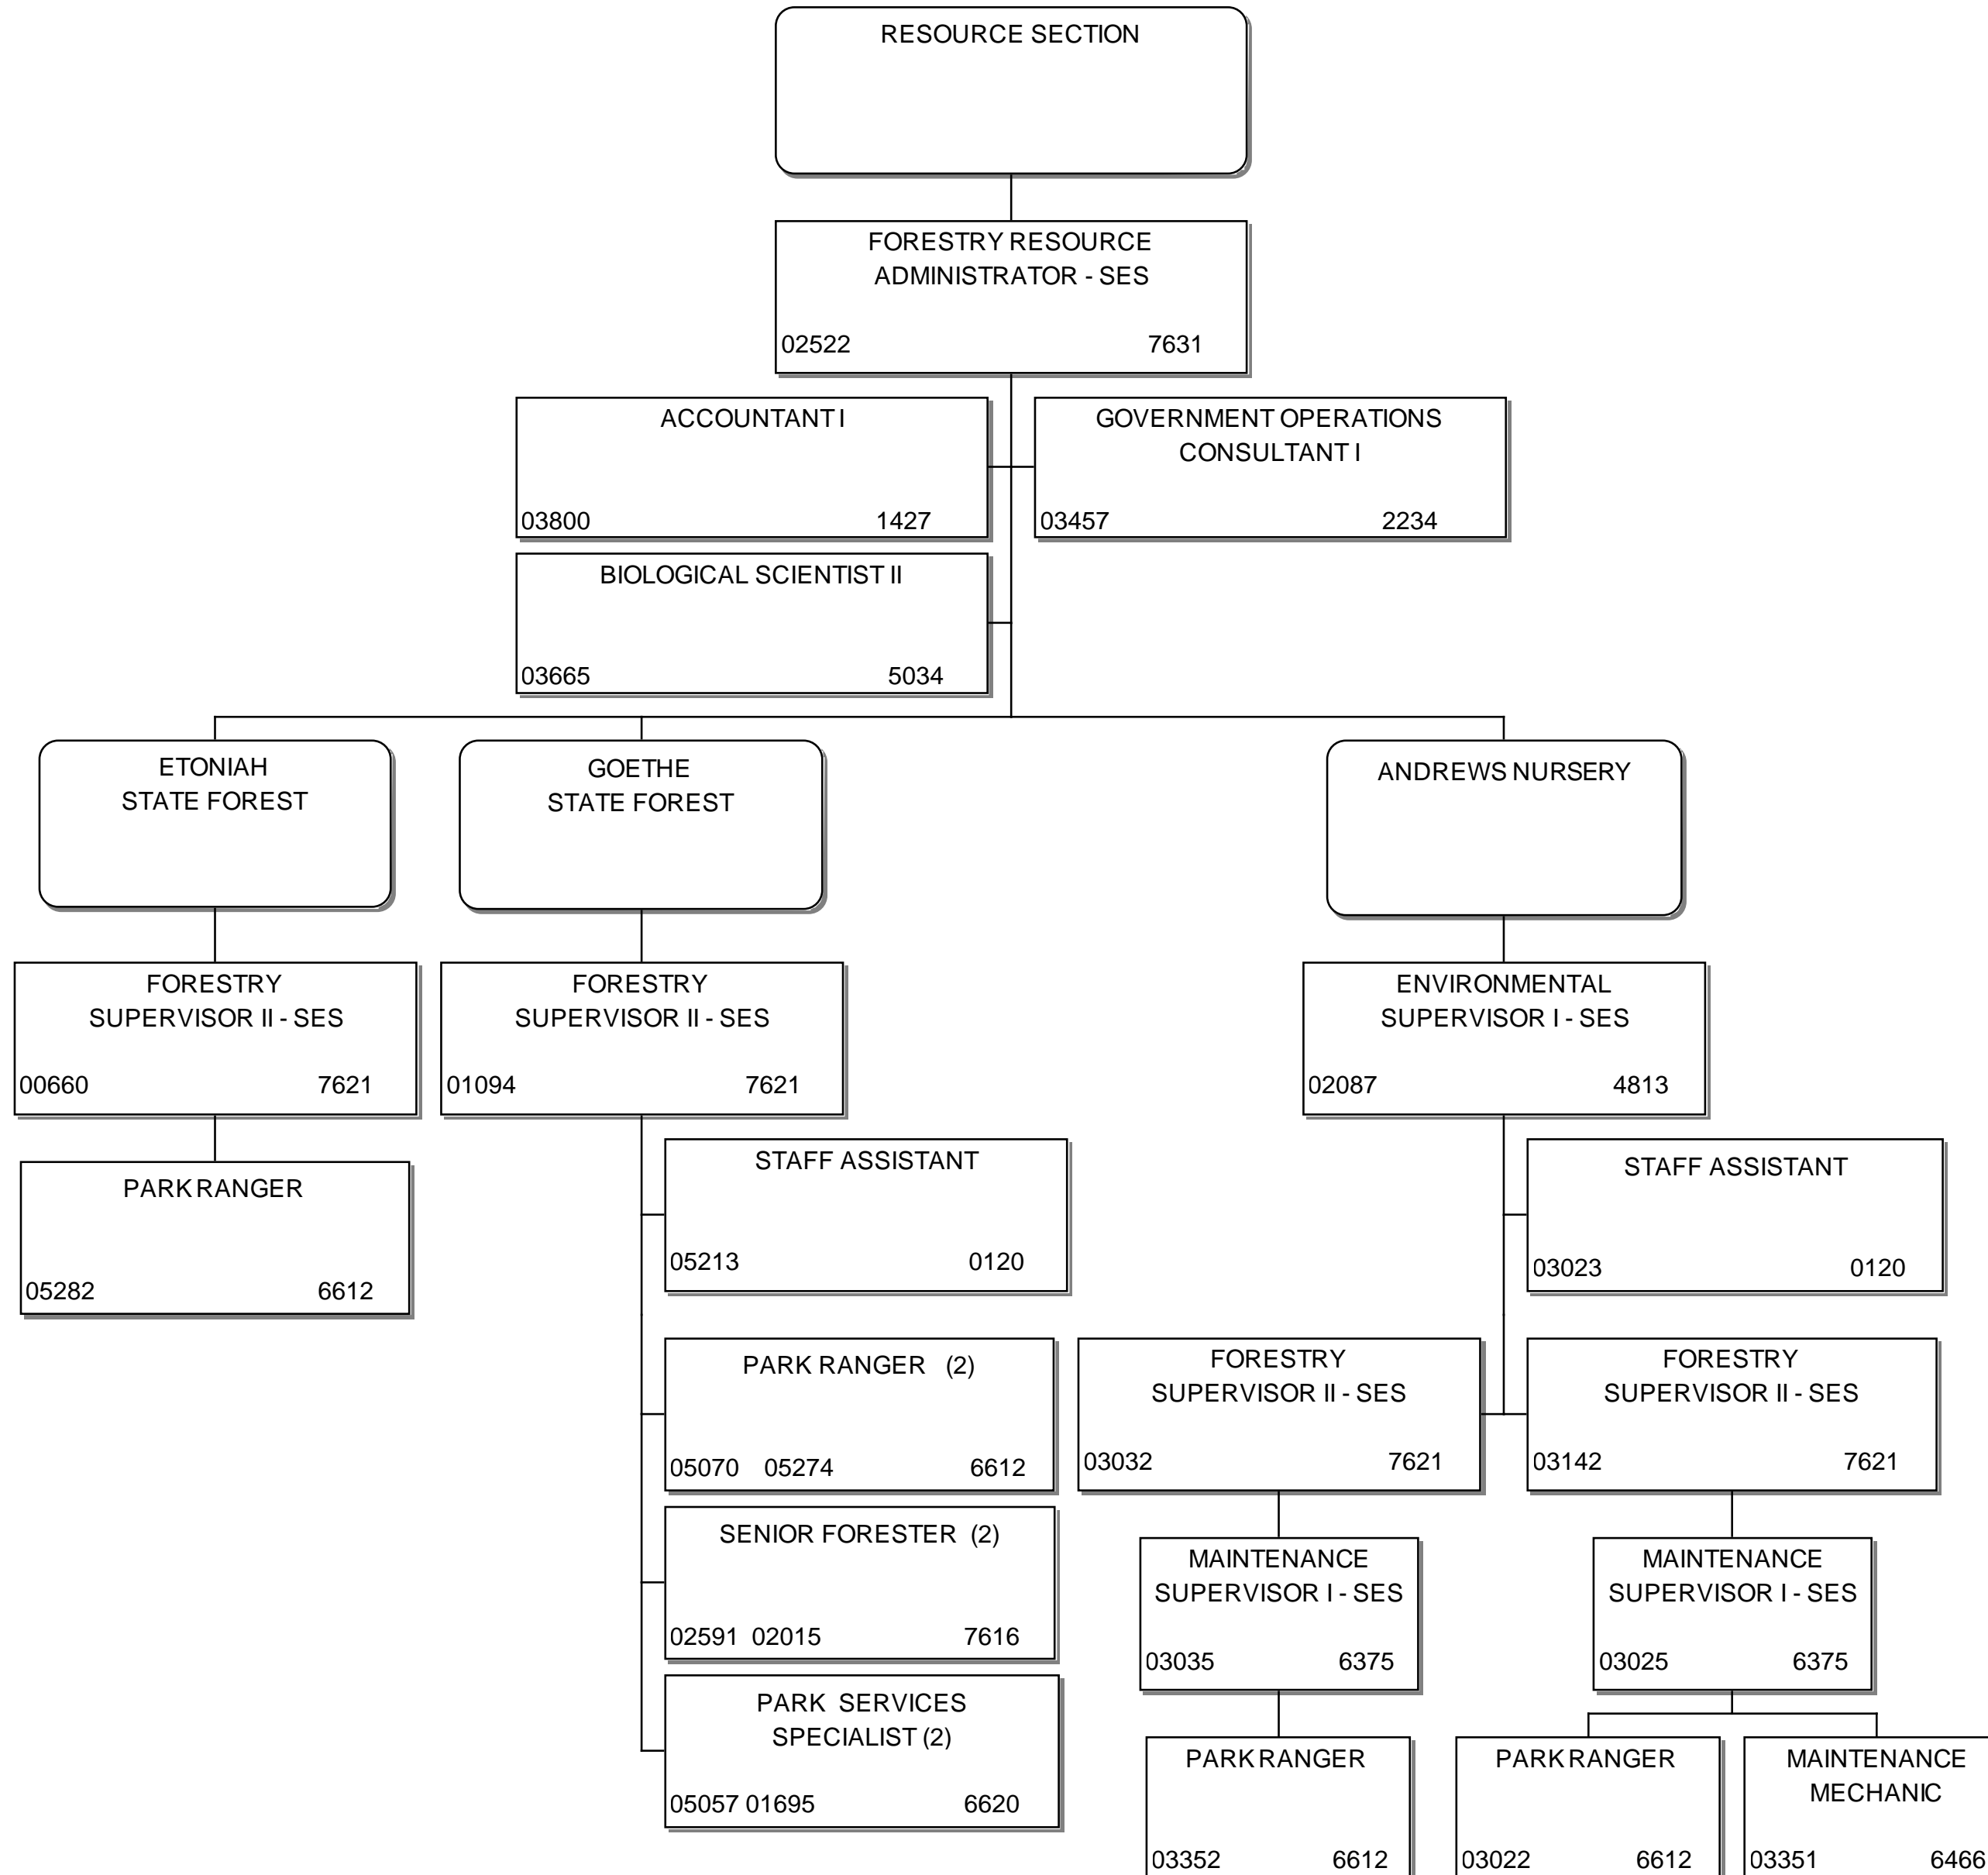 RESOURCE SECTION
FORESTRY RESOURCE
ADMINISTRATOR - SES
02522 7631
ACCOUNTANT I
03800 1427
GOVERNMENT OPERATIONS
CONSULTANT I
03457 2234
BIOLOGICAL SCIENTIST II
03665 5034
ETONIAH
STATE FOREST
GOETHE
STATE FOREST
ANDREWS NURSERY
FORESTRY
SUPERVISOR II - SES
00660 7621
FORESTRY
SUPERVISOR II - SES
01094 7621
ENVIRONMENTAL
SUPERVISOR I - SES
02087 4813
PARK RANGER
05282 6612
STAFF ASSISTANT
05213 0120
STAFF ASSISTANT
03023 0120
PARK RANGER (2)
05070 05274 6612
FORESTRY
SUPERVISOR II - SES
03032 7621
FORESTRY
SUPERVISOR II - SES
03142 7621
SENIOR FORESTER (2)
02591 02015 7616
MAINTENANCE
SUPERVISOR I - SES
03035 6375
MAINTENANCE
SUPERVISOR I - SES
03025 6375
PARK SERVICES
SPECIALIST (2)
05057 01695 6620
PARK RANGER
03352 6612
PARK RANGER
03022 6612
MAINTENANCE
MECHANIC
03351 6466